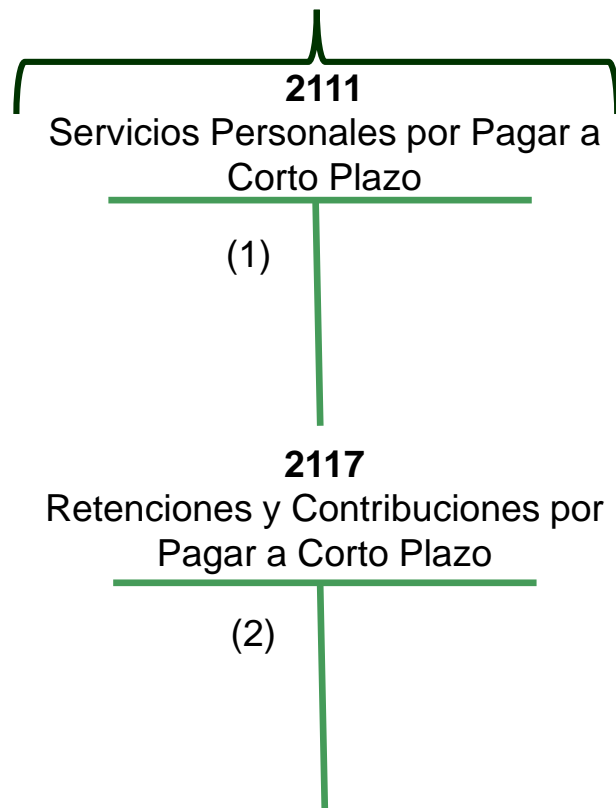 2111
Servicios Personales por Pagar a
Corto Plazo
(1)
2117
Retenciones y Contribuciones por
Pagar a Corto Plazo
(2)